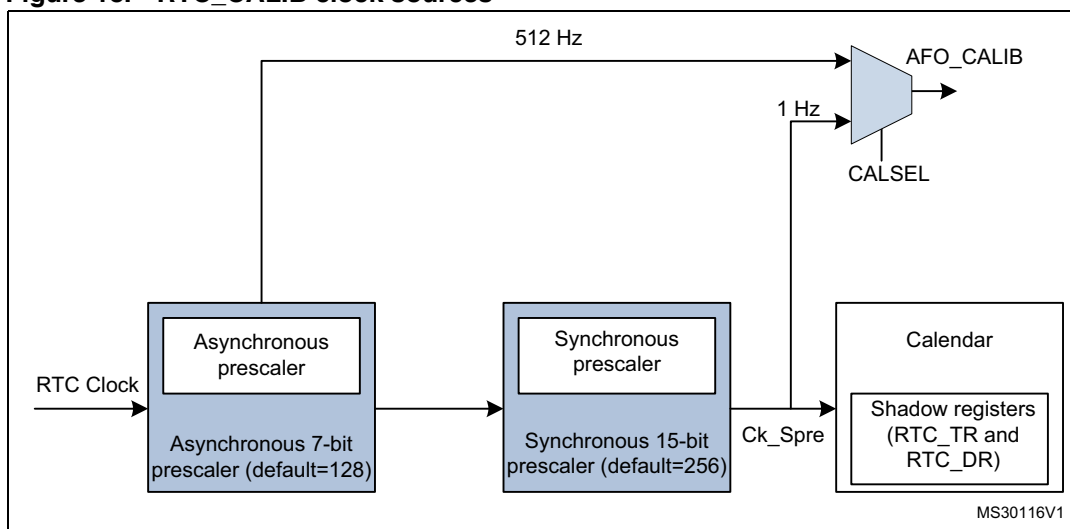 Figure RTC_CALIB clock sources
512 Hz
AFO_CALIB
1 Hz
CALSEL
Asynchronous
prescaler
Synchronous
prescaler
Calendar
RTC Clock
Asynchronous 7-bit
prescaler (default=128)
Synchronous 15-bit
prescaler (default=256)
Ck_Spre
Shadow registers
(RTC_TR and
RTC_DR)
MS30116V1